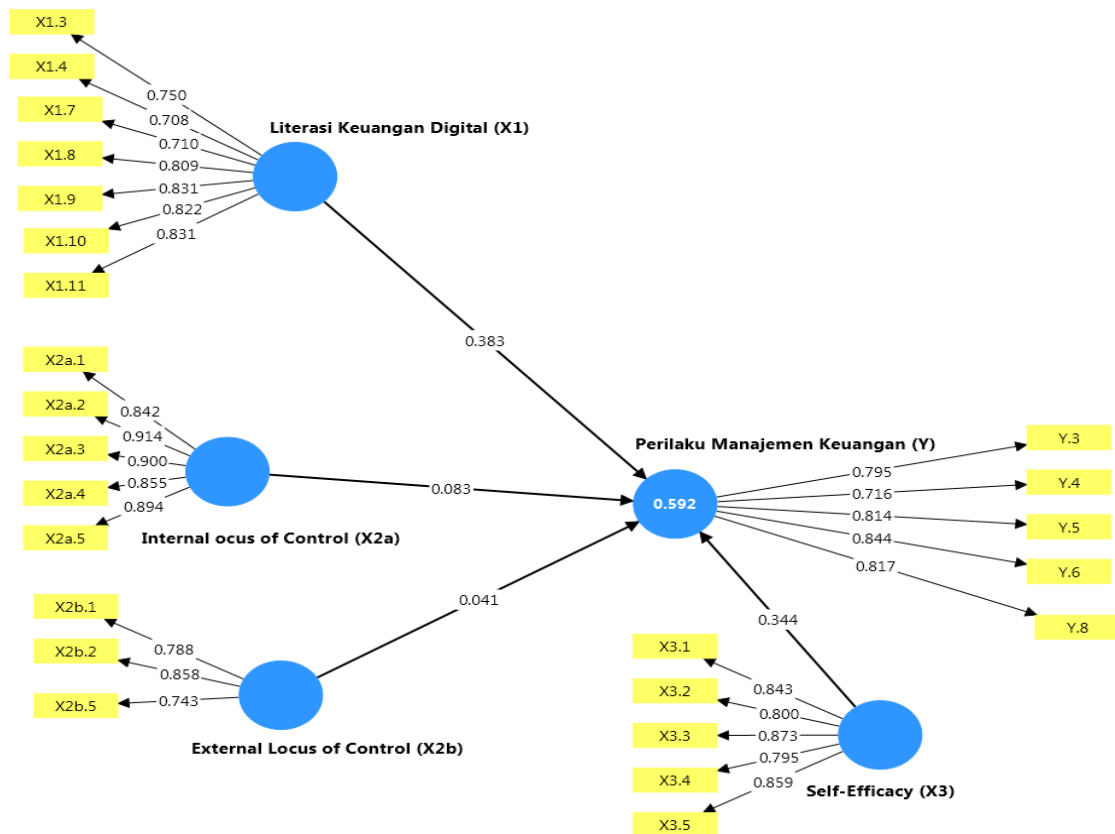 X1.3
X1.4
X1.7
X1.8
X1.9
X1.10
X1.11
0.750
0.708
0.710
0.809
0.831
0.822
0.831
Literasi Keuangan Digital (X1)
0.383
X2a.1
X2a.2
X2a.3
X2a.4
X2a.5
0.842
0.914
0.900
0.855
0.894
Internal ocus of Control (X2a)
0.083
X2b.1
X2b.2
X2b.5
0.788
0.858
0.743
External Locus of Control (X2b)
0.041
Perilaku Manajemen Keuangan (Y)
0.592
0.795
0.716
0.814
0.844
0.817
Y.3
Y.4
Y.5
Y.6
Y.8
0.344
X3.1
X3.2
X3.3
X3.4
X3.5
0.843
0.800
0.873
0.795
0.859
Self-Efficacy (X3)